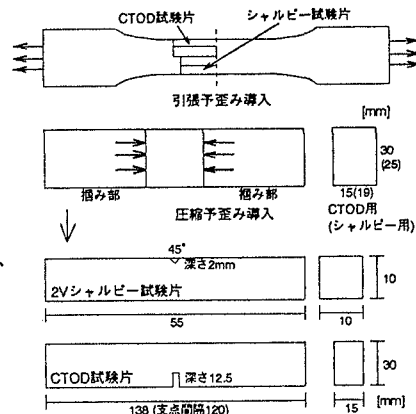 CTOD試験片
シャルピー試験片
引張予歪み導入
[mm]
30
(25)
掴み部
掴み部
15(19)
圧縮予歪み導入
CTOD用
(シャルピー用)
45°
深さ2mm
2Vシャルピー試験片
10
55
10
CTOD試験片
深さ12.5
30
138 (支点間隔120)
15
[mm]